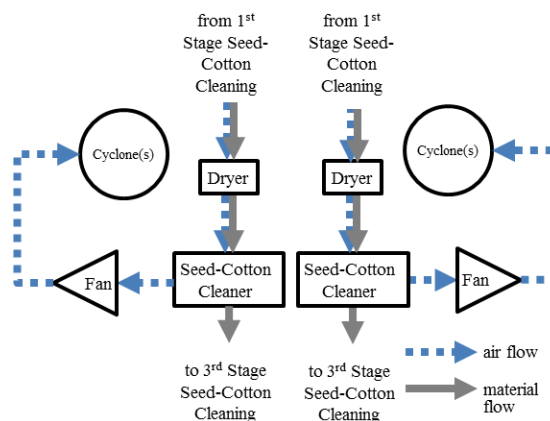 from 1st
Stage Seed-
Cotton
Cleaning
from 1st
Stage Seed-
Cotton
Cleaning
Cyclone(s)
Cyclone(s)
Dryer
Dryer
Fan
Seed-Cotton
Cleaner
Seed-Cotton
Cleaner
Fan
to 3rd Stage
Seed-Cotton
Cleaning
to 3rd Stage
Seed-Cotton
Cleaning
air flow
material
flow